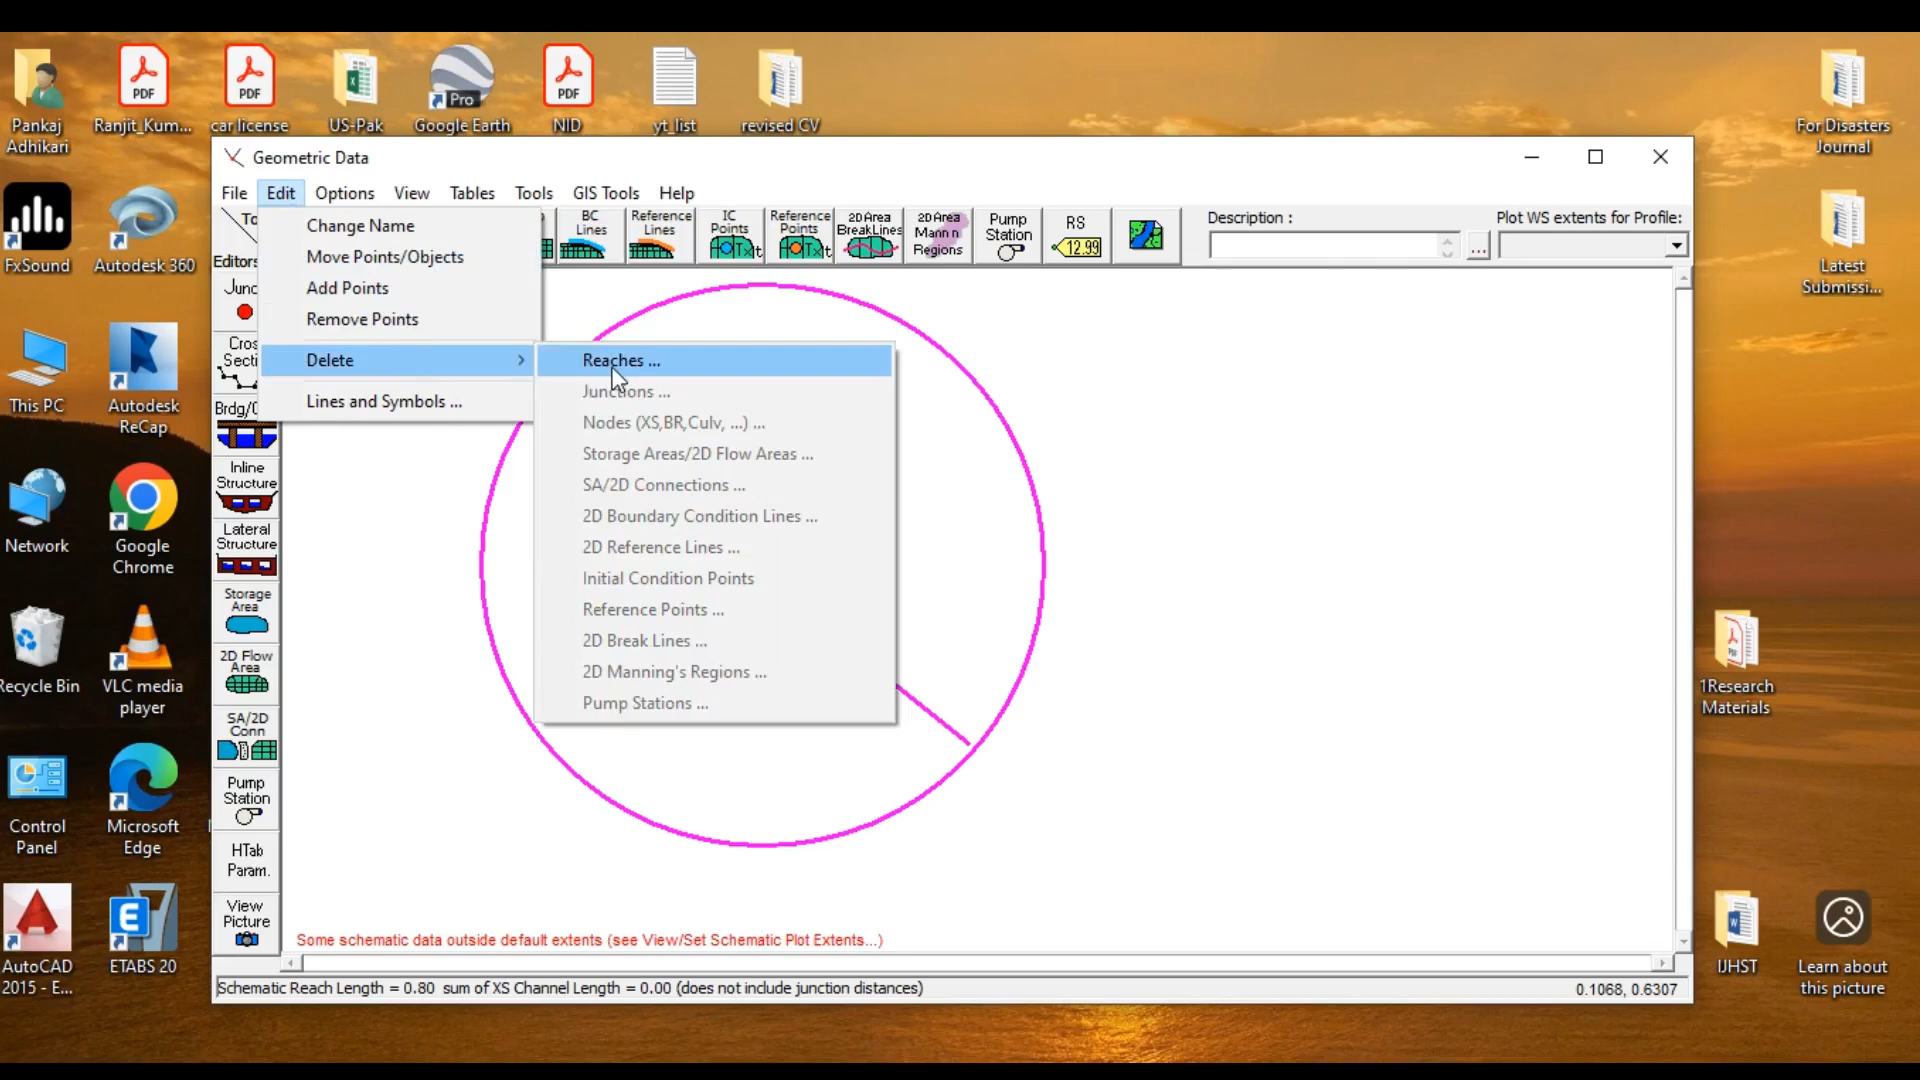 PDF
PDF
Pro
PDF
Pankaj
Adhikari
Ranjit_Kum...
car license
US-Pak
Google Earth
NID
yt_list
revised CV
For Disasters
Journal
Geometric Data
File Edit Options View Tables Tools GIS Tools Help
BC
Lines
Reference
Lines
IC
Points
Reference
Points
2D Area
BreakLines
2D Area
Mann n
Regions
Pump
Station
RS
12.99
Description :
...
Plot WS extents for Profile:
Editors
Junc
Cros
Secti
Brdg/C
Inline
Structure
Lateral
Structure
Storage
Area
2D Flow
Area
SA/2D
Conn
Pump
Station
HTab
Param.
View
Picture
Change Name
Move Points/Objects
Add Points
Remove Points
Delete
Lines and Symbols ...
Reaches ...
Junctions ...
Nodes (XS,BR,Culv, ...) ...
Storage Areas/2D Flow Areas ...
SA/2D Connections ...
2D Boundary Condition Lines ...
2D Reference Lines ...
Initial Condition Points
Reference Points ...
2D Break Lines ...
2D Manning's Regions ...
Pump Stations ...
Some schematic data outside default extents (see View/Set Schematic Plot Extents...)
Schematic Reach Length = 0.80 sum of XS Channel Length = 0.00 (does not include junction distances)
0.1068, 0.6307
FxSound
Autodesk 360
This PC
Autodesk
ReCap
Network
Google
Chrome
Recycle Bin
VLC media
player
Control
Panel
Microsoft
Edge
AutoCAD
2015 - E...
ETABS 20
Latest
Submissi...
1Research
Materials
IJHST
Learn about
this picture